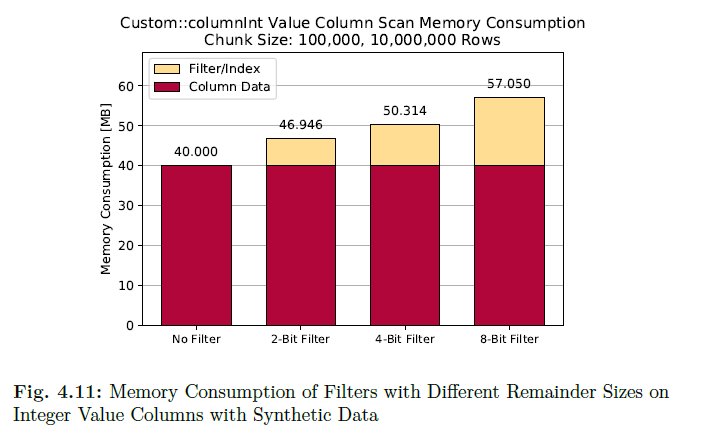 Custom::columnInt Value Column Scan Memory Consumption
Chunk Size: 100,000, 10,000,000 Rows
Filter/Index
Column Data
Memory Consumption [MB]
60
50
40
30
20
10
0
40.000
46.946
50.314
57.050
No Filter
2-Bit Filter
4-Bit Filter
8-Bit Filter
Fig. 4.11: Memory Consumption of Filters with Different Remainder Sizes on
Integer Value Columns with Synthetic Data